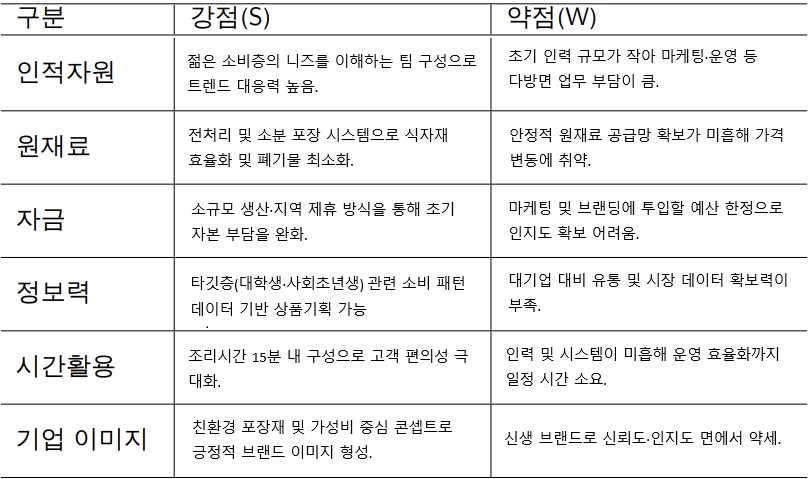 구분 강점(S) 약점(W)
인적자원
젊은 소비층의 니즈를 이해하는 팀 구성으로
트렌드 대응력 높음.
초기 인력 규모가 작아 마케팅·운영 등
다방면 업무 부담이 큼.
원재료
전처리 및 소분 포장 시스템으로 식자재
효율화 및 폐기물 최소화.
안정적 원재료 공급망 확보가 미흡해 가격
변동에 취약.
자금
소규모 생산·지역 제휴 방식을 통해 초기
자본 부담을 완화.
마케팅 및 브랜딩에 투입할 예산 한정으로
인지도 확보 어려움.
정보력
타깃층(대학생·사회초년생) 관련 소비 패턴
데이터 기반 상품기획 가능
.
대기업 대비 유통 및 시장 데이터 확보력이
부족.
시간활용
조리시간 15분 내 구성으로 고객 편의성 극
대화.
인력 및 시스템이 미흡해 운영 효율화까지
일정 시간 소요.
기업 이미지
친환경 포장재 및 가성비 중심 콘셉트로
긍정적 브랜드 이미지 형성.
신생 브랜드로 신뢰도·인지도 면에서 약세.